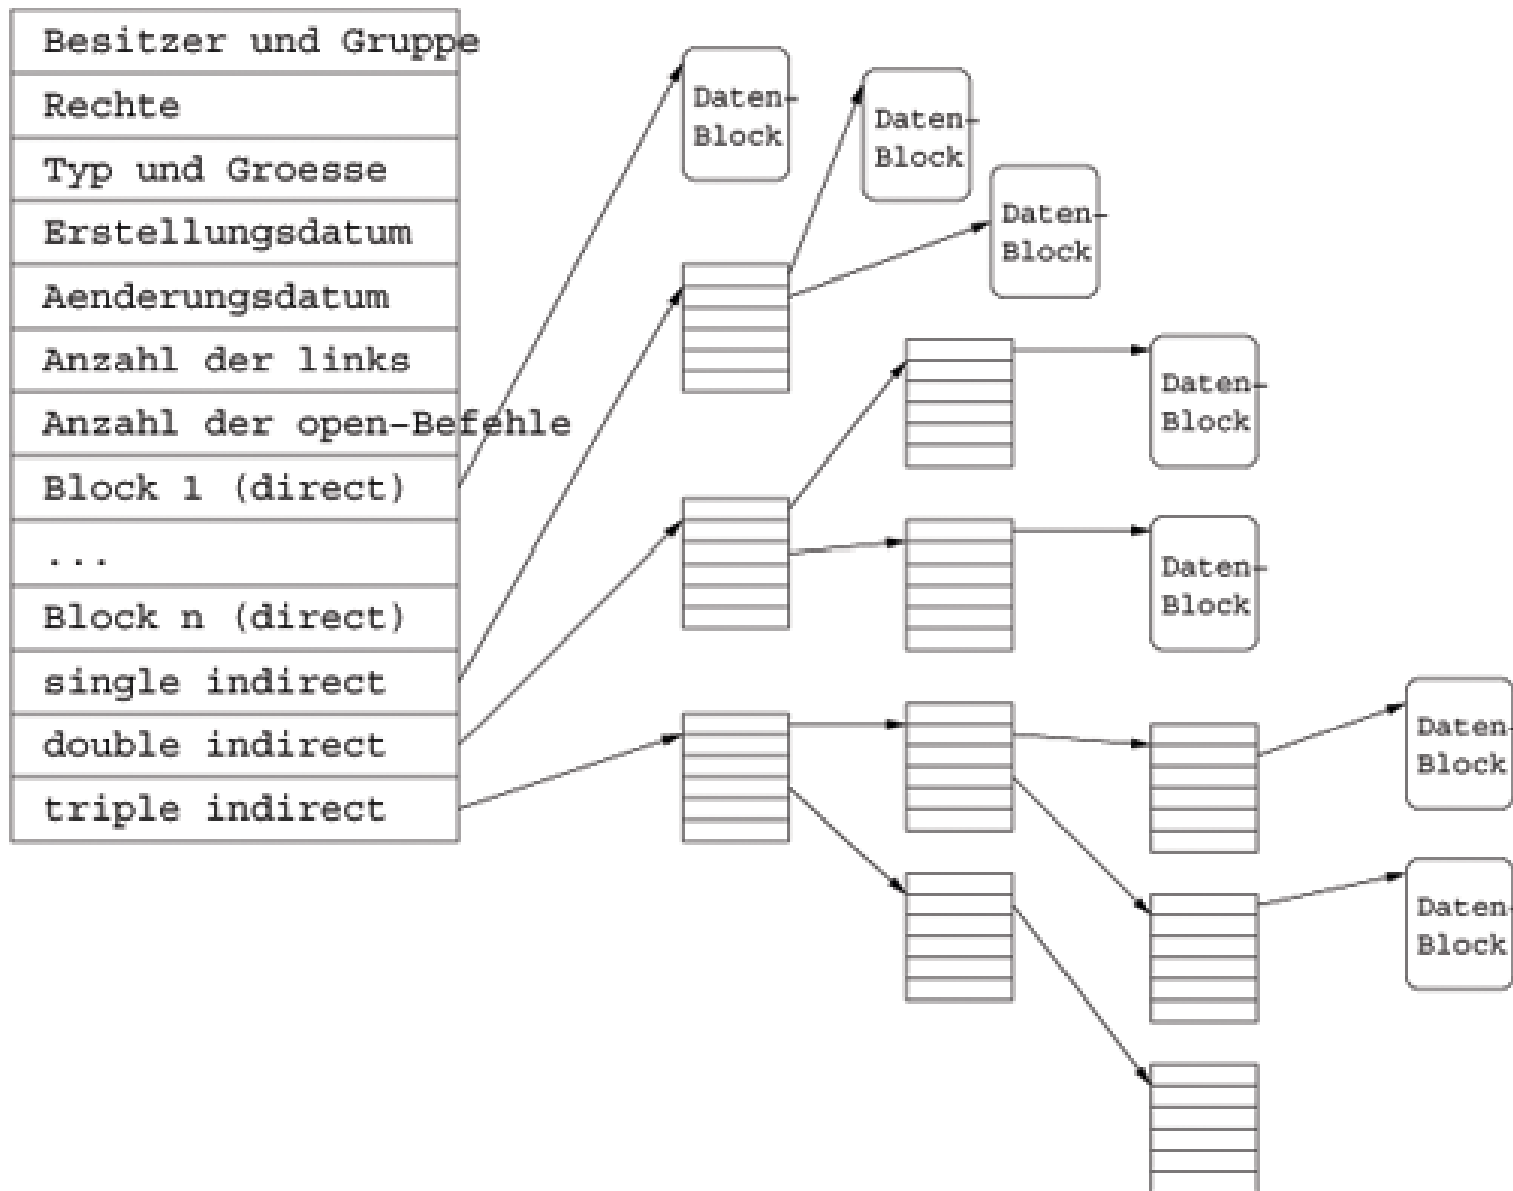 Besitzer und Gruppe
Rechte
Typ und Groesse
Erstellungsdatum
Aenderungsdatum
Anzahl der links
Anzahl der open-Befehle
Block 1 (direct)
...
Block n (direct)
single indirect
double indirect
triple indirect
Daten-
Block
Daten-
Block
Daten-
Block
Daten-
Block
Daten-
Block
Daten-
Block
Daten-
Block